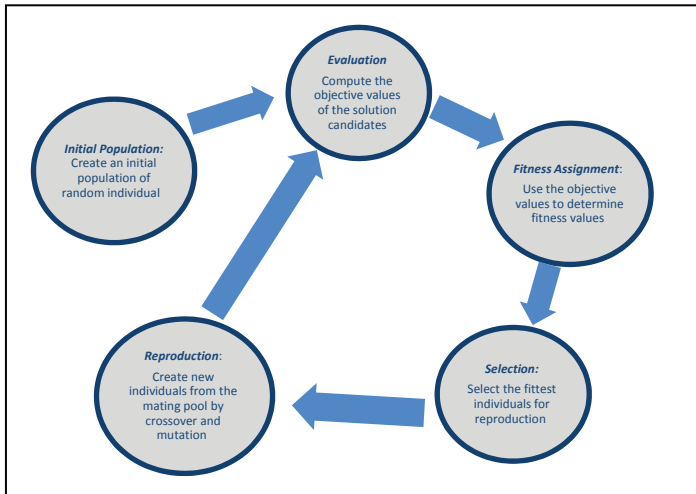 Evaluation
Compute the
objective values
of the solution
candidates
Initial Population:
Create an initial
population of
random individual
Fitness Assignment:
Use the objective
values to determine
fitness values
Selection:
Select the fittest
individuals for
reproduction
Reproduction:
Create new
individuals from the
mating pool by
crossover and
mutation